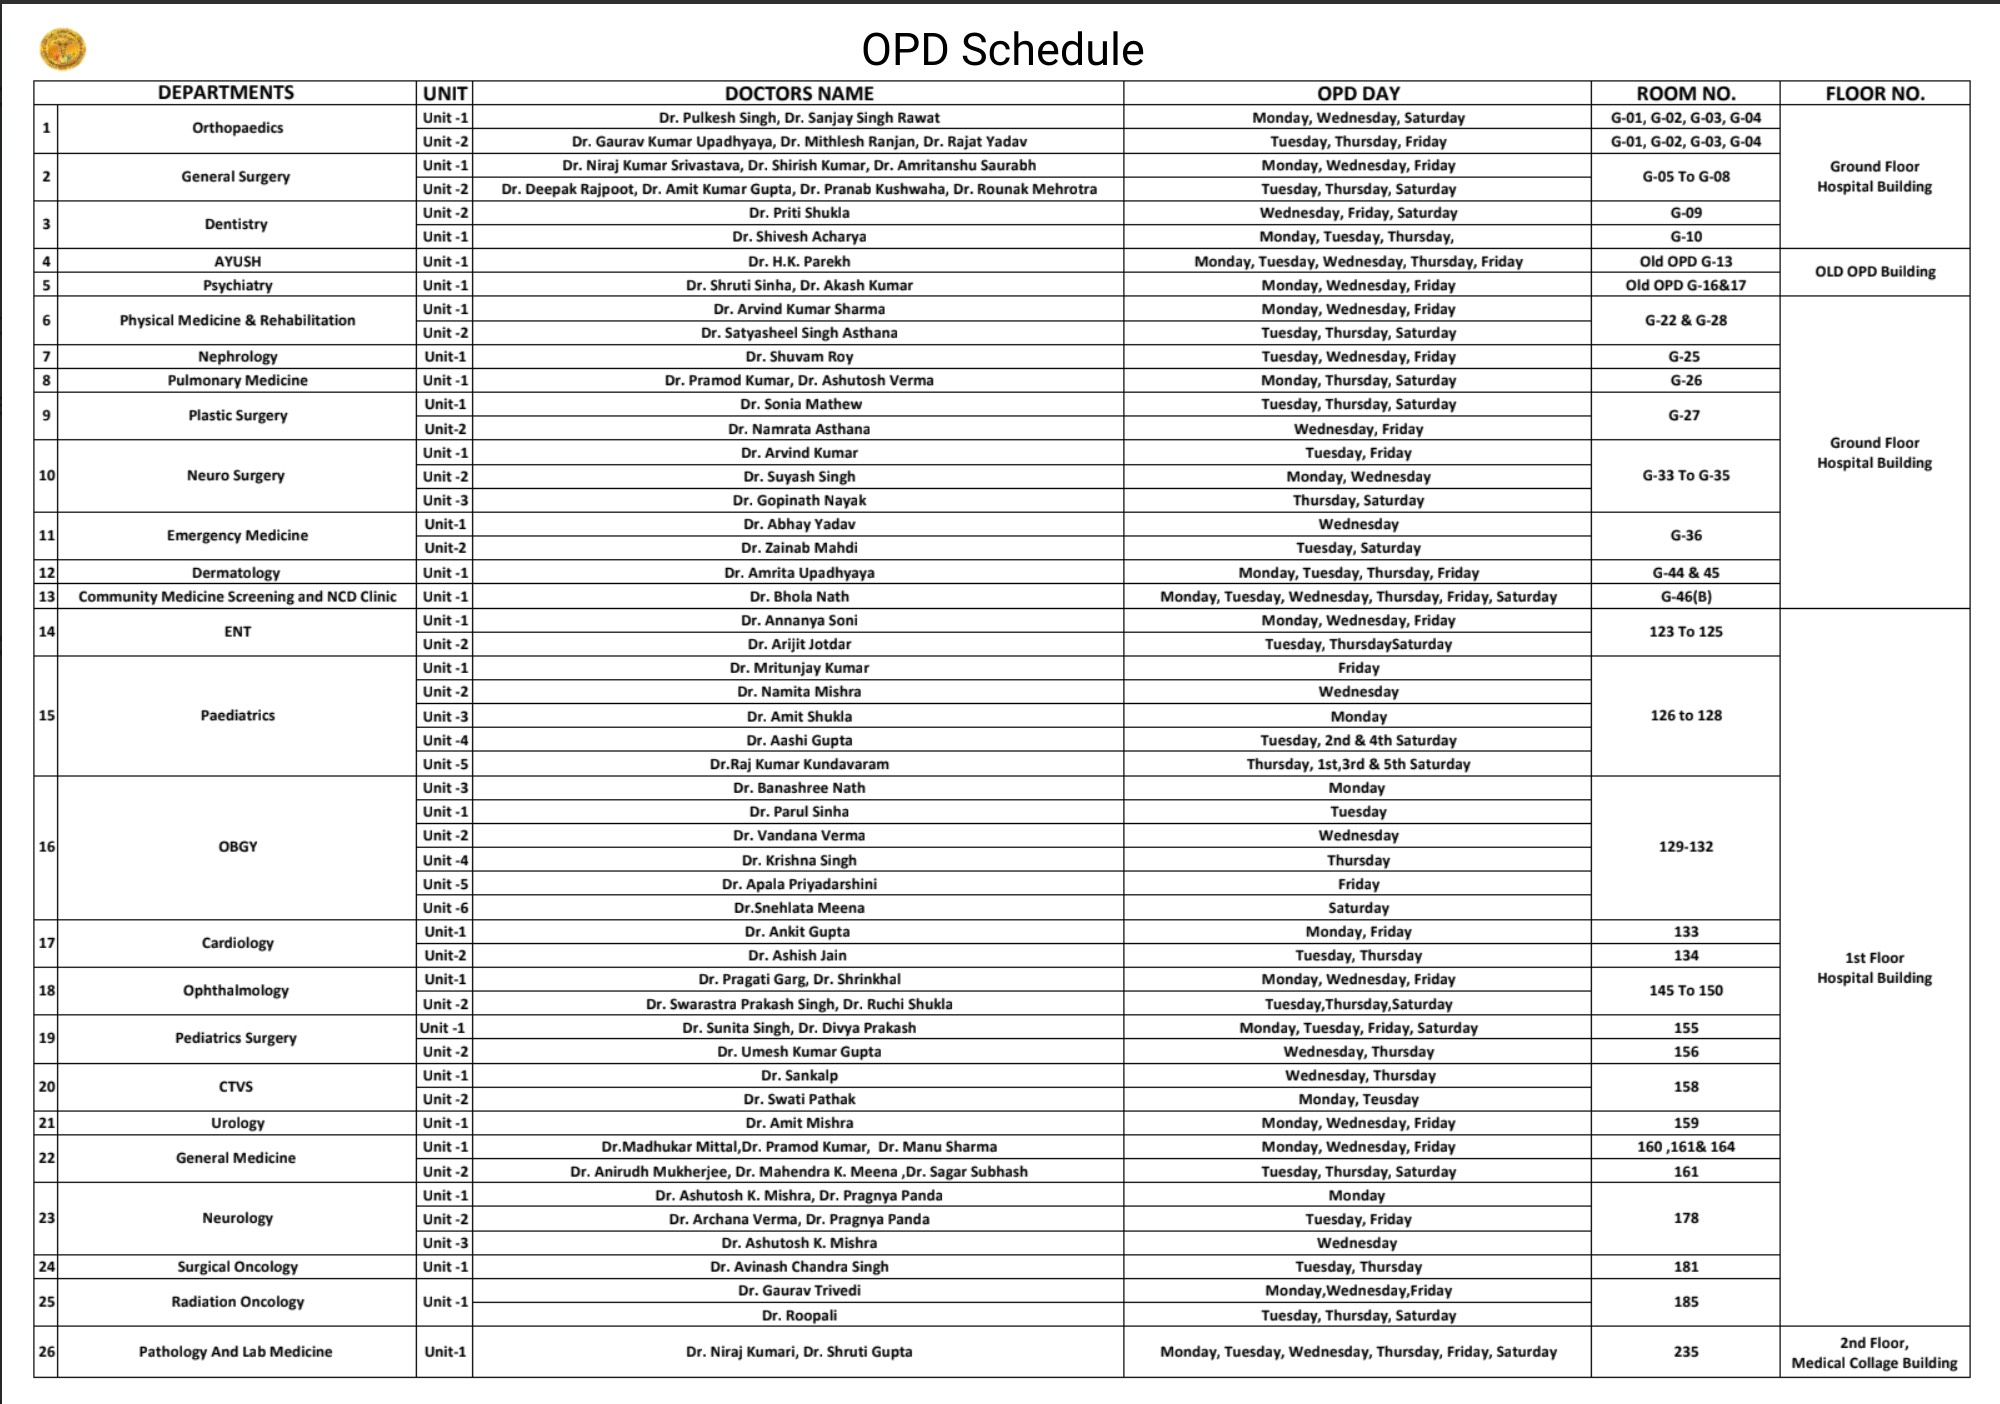 OPD Schedule
DEPARTMENTS UNIT DOCTORS NAME OPD DAY ROOM NO. FLOOR NO.
1 Orthopaedics Unit -1 Dr. Pulkesh Singh, Dr. Sanjay Singh Rawat Monday, Wednesday, Saturday G-01, G-02, G-03, G-04
Unit -2 Dr. Gaurav Kumar Upadhyaya, Dr. Mithlesh Ranjan, Dr. Rajat Yadav Tuesday, Thursday, Friday G-01, G-02, G-03, G-04
Ground Floor
Hospital Building
2 General Surgery Unit -1 Dr. Niraj Kumar Srivastava, Dr. Shirish Kumar, Dr. Amritanshu Saurabh Monday, Wednesday, Friday G-05 To G-08
Unit -2 Dr. Deepak Rajpoot, Dr. Amit Kumar Gupta, Dr. Pranab Kushwaha, Dr. Rounak Mehrotra Tuesday, Thursday, Saturday
3 Dentistry Unit -2 Dr. Priti Shukla Wednesday, Friday, Saturday G-09
Unit -1 Dr. Shivesh Acharya Monday, Tuesday, Thursday, G-10
4 AYUSH Unit -1 Dr. H.K. Parekh Monday, Tuesday, Wednesday, Thursday, Friday Old OPD G-13 OLD OPD Building
5 Psychiatry Unit -1 Dr. Shruti Sinha, Dr. Akash Kumar Monday, Wednesday, Friday Old OPD G-16&17
6 Physical Medicine & Rehabilitation Unit -1 Dr. Arvind Kumar Sharma Monday, Wednesday, Friday G-22 & G-28
Unit -2 Dr. Satyasheel Singh Asthana Tuesday, Thursday, Saturday
7 Nephrology Unit-1 Dr. Shuvam Roy Tuesday, Wednesday, Friday G-25
8 Pulmonary Medicine Unit -1 Dr. Pramod Kumar, Dr. Ashutosh Verma Monday, Thursday, Saturday G-26
9 Plastic Surgery Unit-1 Dr. Sonia Mathew Tuesday, Thursday, Saturday G-27
Unit-2 Dr. Namrata Asthana Wednesday, Friday
Ground Floor
Hospital Building
10 Neuro Surgery Unit -1 Dr. Arvind Kumar Tuesday, Friday G-33 To G-35
Unit -2 Dr. Suyash Singh Monday, Wednesday
Unit -3 Dr. Gopinath Nayak Thursday, Saturday
11 Emergency Medicine Unit-1 Dr. Abhay Yadav Wednesday G-36
Unit-2 Dr. Zainab Mahdi Tuesday, Saturday
12 Dermatology Unit -1 Dr. Amrita Upadhyaya Monday, Tuesday, Thursday, Friday G-44 & 45
13 Community Medicine Screening and NCD Clinic Unit -1 Dr. Bhola Nath Monday, Tuesday, Wednesday, Thursday, Friday, Saturday G-46(B)
14 ENT Unit -1 Dr. Annanya Soni Monday, Wednesday, Friday 123 To 125
Unit -2 Dr. Arijit Jotdar Tuesday, ThursdaySaturday
15 Paediatrics Unit -1 Dr. Mritunjay Kumar Friday 126 to 128
Unit -2 Dr. Namita Mishra Wednesday
Unit -3 Dr. Amit Shukla Monday
Unit -4 Dr. Aashi Gupta Tuesday, 2nd & 4th Saturday
Unit -5 Dr.Raj Kumar Kundavaram Thursday, 1st,3rd & 5th Saturday
16 OBGY Unit -3 Dr. Banashree Nath Monday 129-132
Unit -1 Dr. Parul Sinha Tuesday
Unit -2 Dr. Vandana Verma Wednesday
Unit -4 Dr. Krishna Singh Thursday
Unit -5 Dr. Apala Priyadarshini Friday
Unit -6 Dr.Snehlata Meena Saturday
17 Cardiology Unit-1 Dr. Ankit Gupta Monday, Friday 133
Unit-2 Dr. Ashish Jain Tuesday, Thursday 134
1st Floor
Hospital Building
18 Ophthalmology Unit-1 Dr. Pragati Garg, Dr. Shrinkhal Monday, Wednesday, Friday 145 To 150
Unit -2 Dr. Swarastra Prakash Singh, Dr. Ruchi Shukla Tuesday,Thursday,Saturday
19 Pediatrics Surgery Unit -1 Dr. Sunita Singh, Dr. Divya Prakash Monday, Tuesday, Friday, Saturday 155
Unit -2 Dr. Umesh Kumar Gupta Wednesday, Thursday 156
20 CTVS Unit -1 Dr. Sankalp Wednesday, Thursday 158
Unit -2 Dr. Swati Pathak Monday, Teusday
21 Urology Unit -1 Dr. Amit Mishra Monday, Wednesday, Friday 159
22 General Medicine Unit -1 Dr.Madhukar Mittal,Dr. Pramod Kumar, Dr. Manu Sharma Monday, Wednesday, Friday 160 ,161& 164
Unit -2 Dr. Anirudh Mukherjee, Dr. Mahendra K. Meena ,Dr. Sagar Subhash Tuesday, Thursday, Saturday 161
23 Neurology Unit -1 Dr. Ashutosh K. Mishra, Dr. Pragnya Panda Monday 178
Unit -2 Dr. Archana Verma, Dr. Pragnya Panda Tuesday, Friday
Unit -3 Dr. Ashutosh K. Mishra Wednesday
24 Surgical Oncology Unit -1 Dr. Avinash Chandra Singh Tuesday, Thursday 181
25 Radiation Oncology Unit -1 Dr. Gaurav Trivedi Monday,Wednesday,Friday 185
Dr. Roopali Tuesday, Thursday, Saturday
26 Pathology And Lab Medicine Unit-1 Dr. Niraj Kumari, Dr. Shruti Gupta Monday, Tuesday, Wednesday, Thursday, Friday, Saturday 235
2nd Floor,
Medical Collage Building